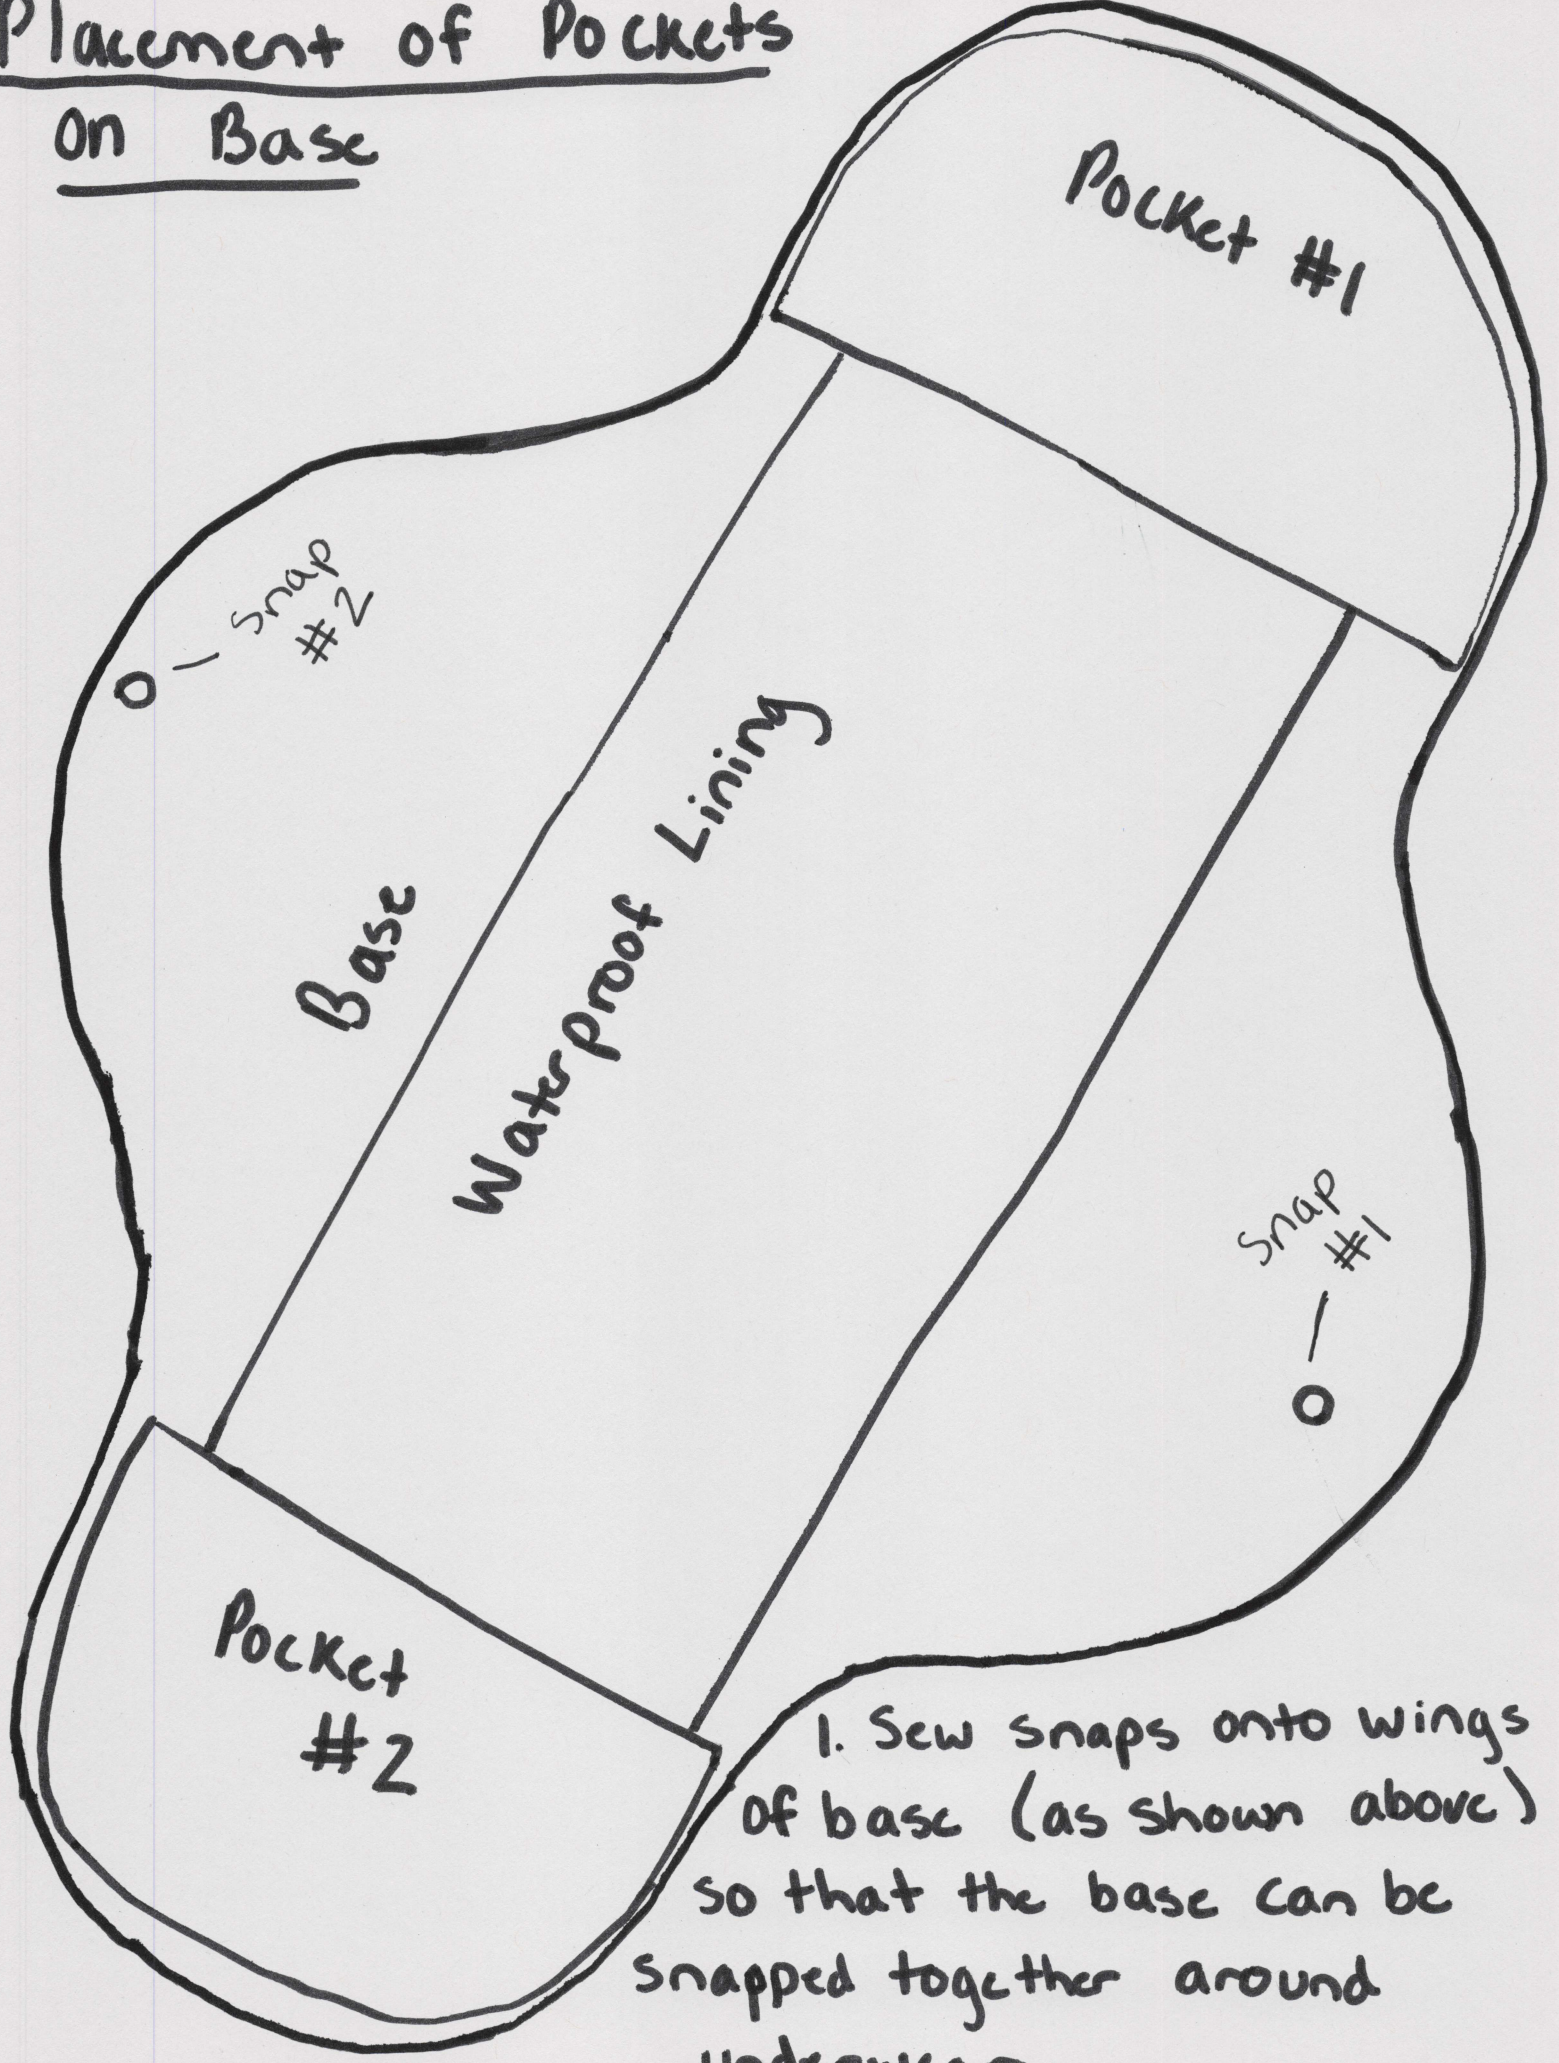 Placement of Pockets
on Base
Pocket #1
Snap
#2
Waterproof Lining
Base
Snap
#1
Pocket
#2
1. Sew snaps onto wings
of base (as shown above)
so that the base can be
snapped together around